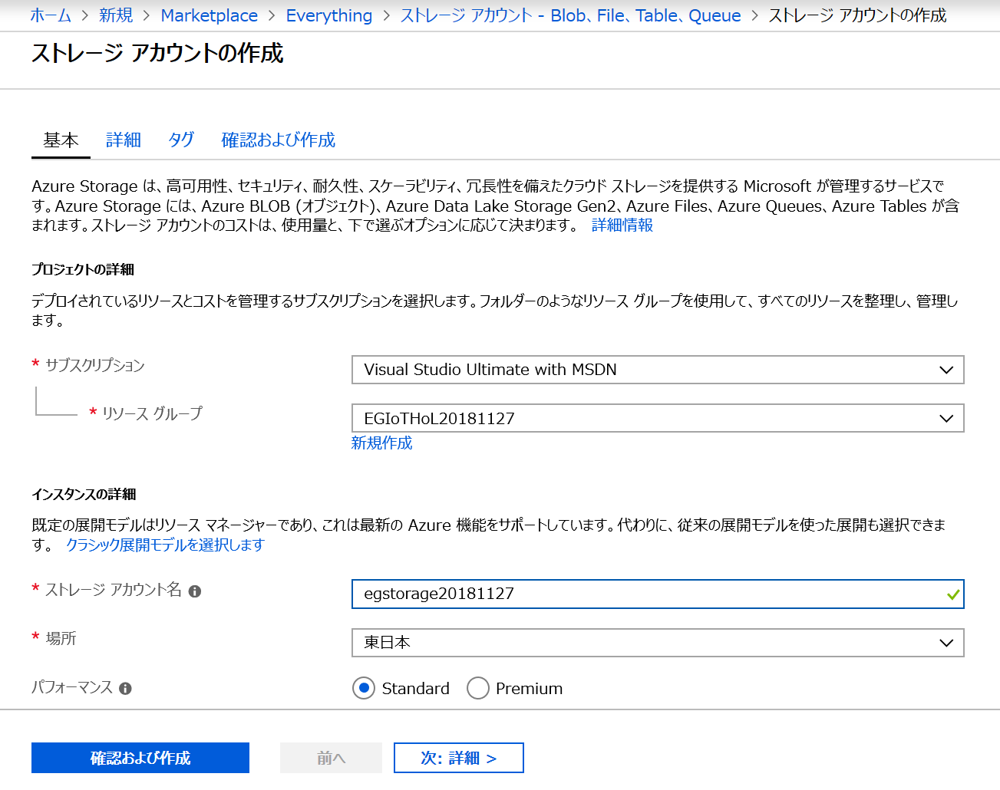 ホーム > 新規 > Marketplace > Everything > ストレージ アカウント - Blob、File、Table、Queue > ストレージ アカウントの作成
ストレージ アカウントの作成
基本 詳細 タグ 確認および作成
Azure Storage は、高可用性、セキュリティ、耐久性、スケーラビリティ、冗長性を備えたクラウド ストレージを提供する Microsoft が管理するサービスで
す。Azure Storage には、Azure BLOB (オブジェクト)、Azure Data Lake Storage Gen2、Azure Files、Azure Queues、Azure Tables が含
まれます。ストレージ アカウントのコストは、使用量と、下で選ぶオプションに応じて決まります。 詳細情報
プロジェクトの詳細
デプロイされているリソースとコストを管理するサブスクリプションを選択します。フォルダーのようなリソース グループを使用して、すべてのリソースを整理し、管理し
ます。
* サブスクリプション Visual Studio Ultimate with MSDN
* リソース グループ EGIoTHoL20181127
新規作成
インスタンスの詳細
既定の展開モデルはリソース マネージャーであり、これは最新の Azure 機能をサポートしています。代わりに、従来の展開モデルを使った展開も選択できま
す。 クラシック展開モデルを選択します
* ストレージ アカウント名 egstorage20181127
* 場所 東日本
パフォーマンス Standard Premium
確認および作成 前へ 次: 詳細 >